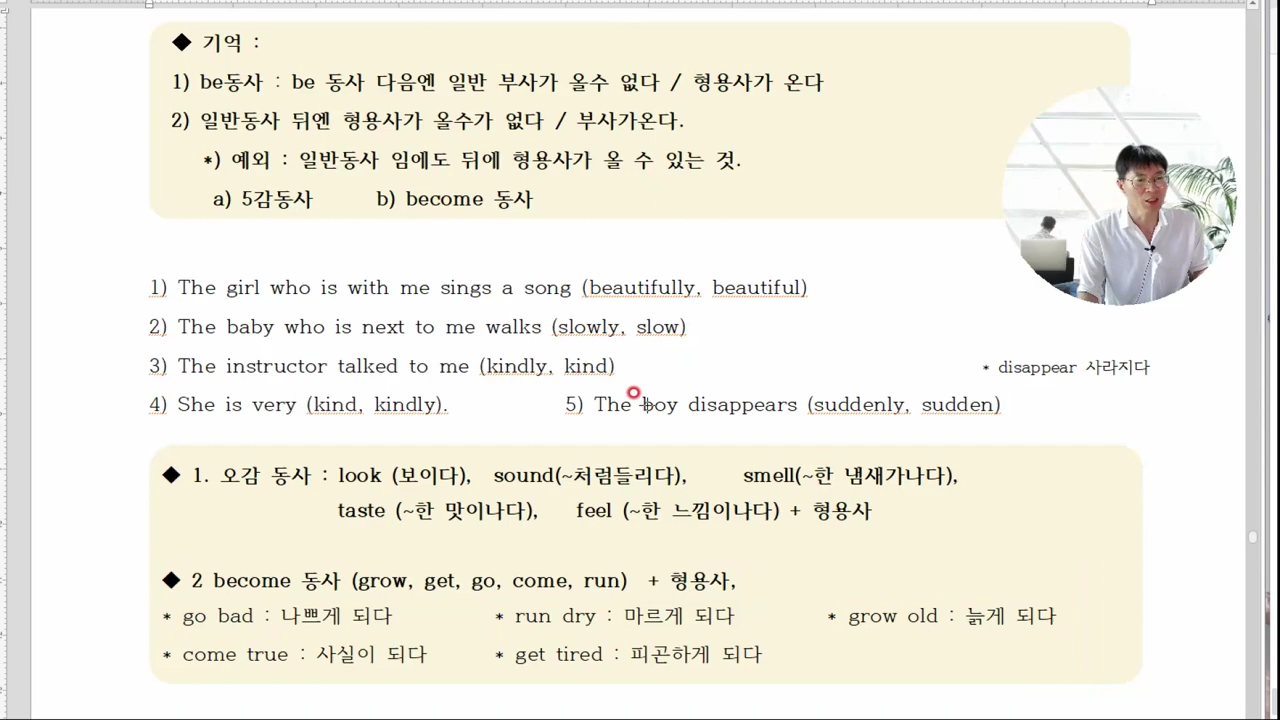 ◆ 기억 :
1) be동사 : be 동사 다음엔 일반 부사가 올수 없다 / 형용사가 온다
2) 일반동사 뒤엔 형용사가 올수가 없다 / 부사가온다.
*) 예외 : 일반동사 임에도 뒤에 형용사가 올 수 있는 것.
a) 5감동사 b) become 동사
1) The girl who is with me sings a song (beautifully, beautiful)
2) The baby who is next to me walks (slowly, slow)
3) The instructor talked to me (kindly, kind) * disappear 사라지다
4) She is very (kind, kindly). 5) The boy disappears (suddenly, sudden)
◆ 1. 오감 동사 : look (보이다), sound(~처럼들리다), smell(~한 냄새가나다),
taste (~한 맛이나다), feel (~한 느낌이나다) + 형용사
◆ 2 become 동사 (grow, get, go, come, run) + 형용사,
* go bad : 나쁘게 되다 * run dry : 마르게 되다 * grow old : 늙게 되다
* come true : 사실이 되다 * get tired : 피곤하게 되다